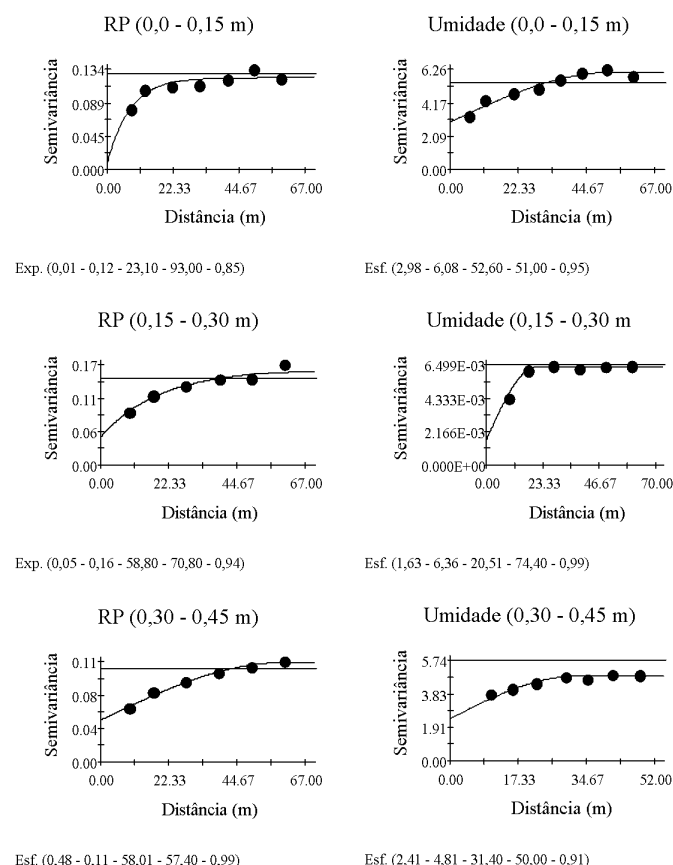 RP (0,0 - 0,15 m)
Semivariância
0.134
0.089
0.045
0.000
0.00 22.33 44.67 67.00
Distância (m)
Exp. (0,01 - 0,12 - 23,10 - 93,00 - 0,85)
Umidade (0,0 - 0,15 m)
Semivariância
6.26
4.17
2.09
0.00
0.00 22.33 44.67 67.00
Distância (m)
Esf. (2,98 - 6,08 - 52,60 - 51,00 - 0,95)
RP (0,15 - 0,30 m)
Semivariância
0.17
0.11
0.06
0.00
0.00 22.33 44.67 67.00
Distância (m)
Exp. (0,05 - 0,16 - 58,80 - 70,80 - 0,94)
Umidade (0,15 - 0,30 m
Semivariância
6.499E-03
4.333E-03
2.166E-03
0.000E+00
0.00 23.33 46.67 70.00
Distância (m)
Esf. (1,63 - 6,36 - 20,51 - 74,40 - 0,99)
RP (0,30 - 0,45 m)
Semivariância
0.11
0.08
0.04
0.00
0.00 22.33 44.67 67.00
Distância (m)
Esf. (0,48 - 0,11 - 58,01 - 57,40 - 0,99)
Umidade (0,30 - 0,45 m)
Semivariância
5.74
3.83
1.91
0.00
0.00 17.33 34.67 52.00
Distância (m)
Esf. (2,41 - 4,81 - 31,40 - 50,00 - 0,91)